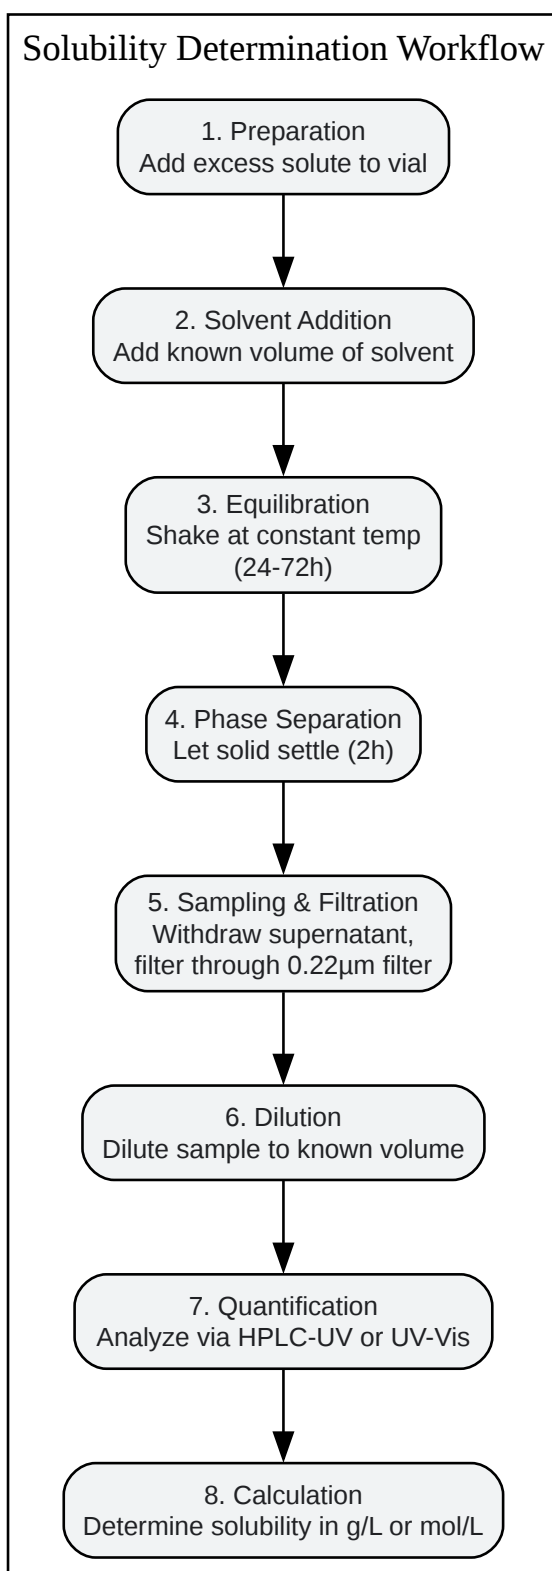 Solubility Determination Workflow
1. Preparation
Add excess solute to vial
2. Solvent Addition
Add known volume of solvent
3. Equilibration
Shake at constant temp
(24-72h)
4. Phase Separation
Let solid settle (2h)
5. Sampling & Filtration
Withdraw supernatant,
filter through 0.22µm filter
6. Dilution
Dilute sample to known volume
7. Quantification
Analyze via HPLC-UV or UV-Vis
8. Calculation
Determine solubility in g/L or mol/L